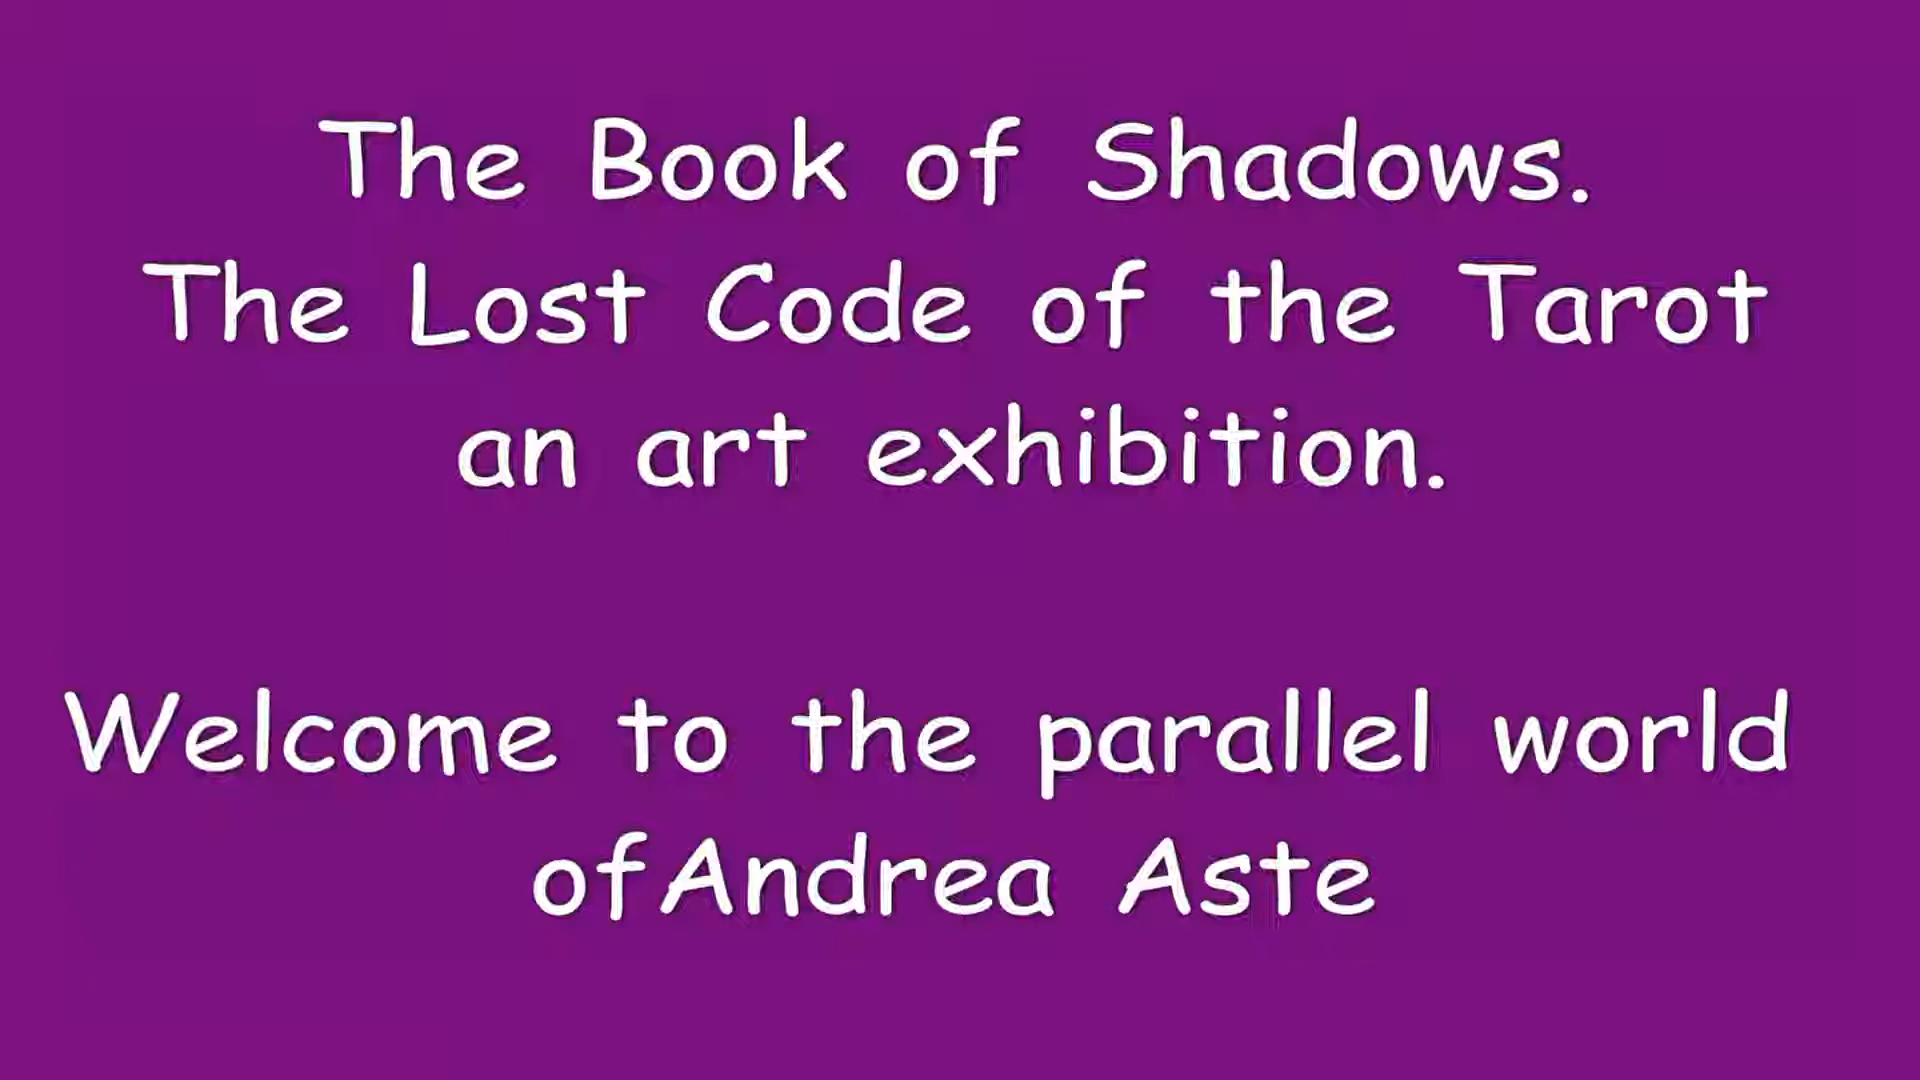 The Book of Shadows.
The Lost Code of the Tarot
an art exhibition.
Welcome to the parallel world
ofAndrea Aste